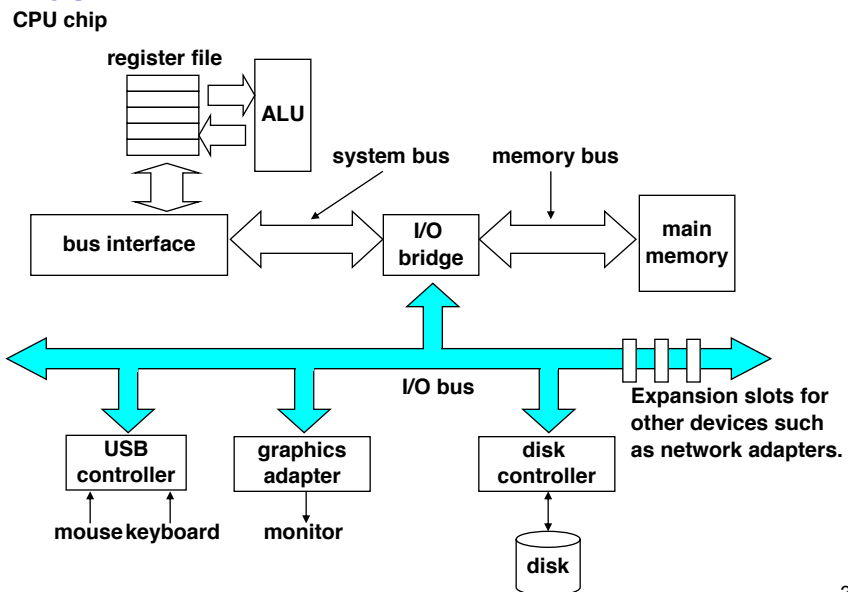 CPU chip
register file
ALU
system bus
memory bus
bus interface
I/O
bridge
main
memory
I/O bus
Expansion slots for
other devices such
as network adapters.
USB
controller
graphics
adapter
disk
controller
mouse keyboard
monitor
disk